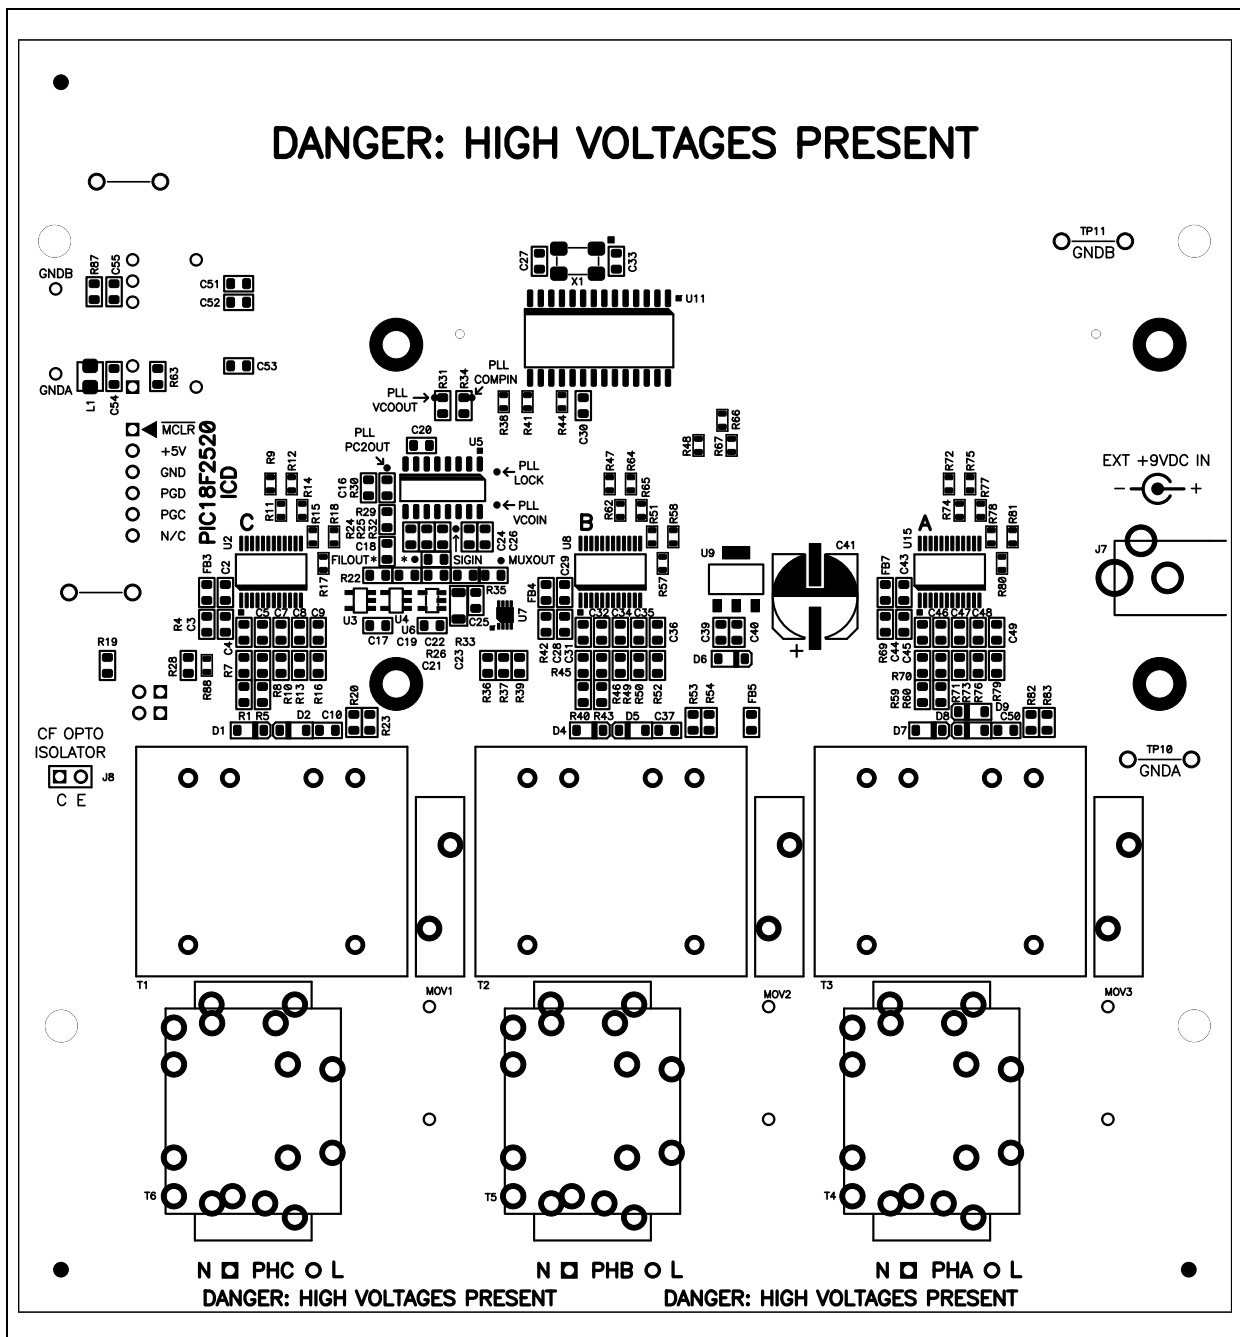 DANGER: HIGH VOLTAGES PRESENT
TP11
GNDB
GNDB
R87
C55
C51
C52
C27
C33
X1
U11
GNDA
L1
C54
R63
C53
PLL
VCOOUT
R31
R34
PLL
COMPIN
R38
R41
R44
C30
R66
R48
R67
MCLR
+5V
GND
PGD
PGC
N/C
PIC18F2520
ICD
PLL
PC2OUT
C20
U5
PLL
LOCK
PLL
VCOIN
EXT +9VDC IN
- +
R9
R12
R11
R14
R15
R18
C16
R30
R29
R24
R25
R32
C18
C24
C26
FILOUT*
*
SIGIN
MUXOUT
R47
R64
R62
R65
R51
R58
R72
R75
R74
R77
R78
R81
C
U2
B
U8
A
U15
U9
C41
J7
FB3
C2
R17
R22
R35
FB4
C29
R57
FB7
C43
R80
R4
C3
C4
C5
C7
C8
C9
U3
U4
U6
U7
C17
C19
C22
C21
R26
C23
R33
C25
R42
C28
C31
C32
C34
C35
C36
C39
C40
D6
+
R69
C44
C45
C46
C47
C48
C49
R19
R28
R88
R7
R8
R10
R13
R16
R36
R37
R39
R45
R46
R49
R50
R52
R70
R59
R60
R71
R73
R76
R79
D1
R1
R5
D2
C10
R20
R23
D4
R40
R43
D5
C37
R53
R54
FB5
D7
D8
D9
C50
R82
R83
CF OPTO
ISOLATOR
J8
C E
TP10
GNDA
T1
MOV1
T2
MOV2
T3
MOV3
T6
T5
T4
N PHC L
N PHB L
N PHA L
DANGER: HIGH VOLTAGES PRESENT
DANGER: HIGH VOLTAGES PRESENT